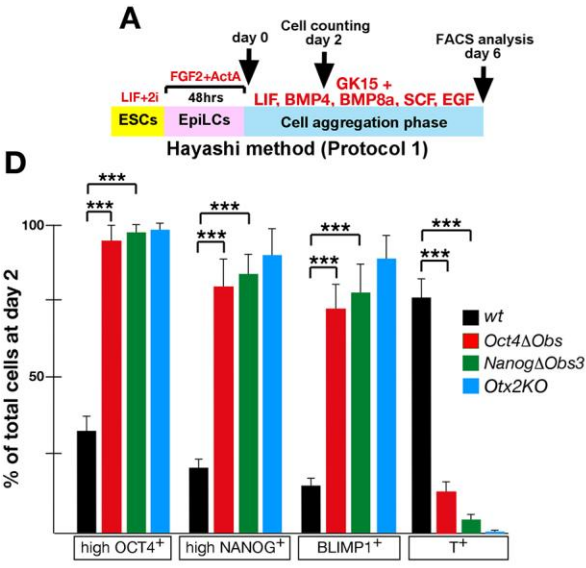 A
day 0
Cell counting
day 2
FACS analysis
day 6
FGF2+ActA
LIF+2i
48hrs
GK15 +
LIF, BMP4, BMP8a, SCF, EGF
ESCs
EpiLCs
Cell aggregation phase
Hayashi method (Protocol 1)
D
% of total cells at day 2
100
50
***
***
***
***
***
***
***
***
wt
Oct4ΔObs
NanogΔObs3
Otx2KO
high OCT4+
high NANOG+
BLIMP1+
T+